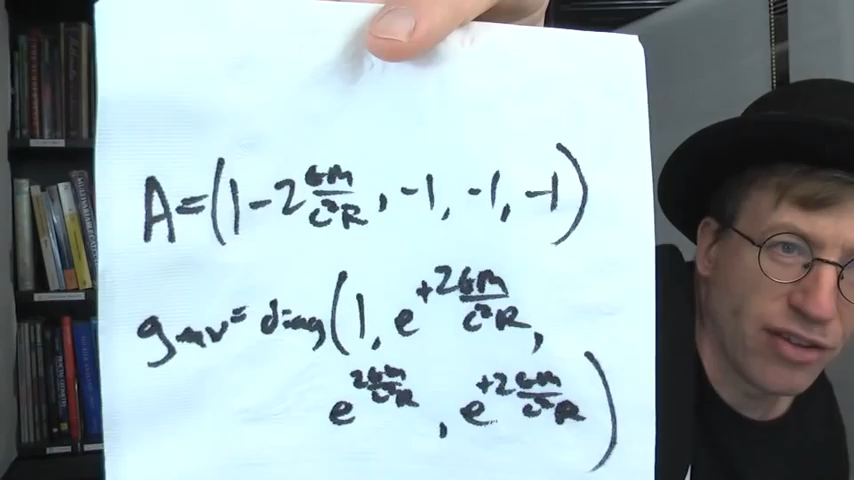 A=(1-2 GM/c²R, -1, -1, -1)
gμν= diag(1, e^{+2GM/c²R},
e^{2GM/c²R}, e^{+2GM/c²R})